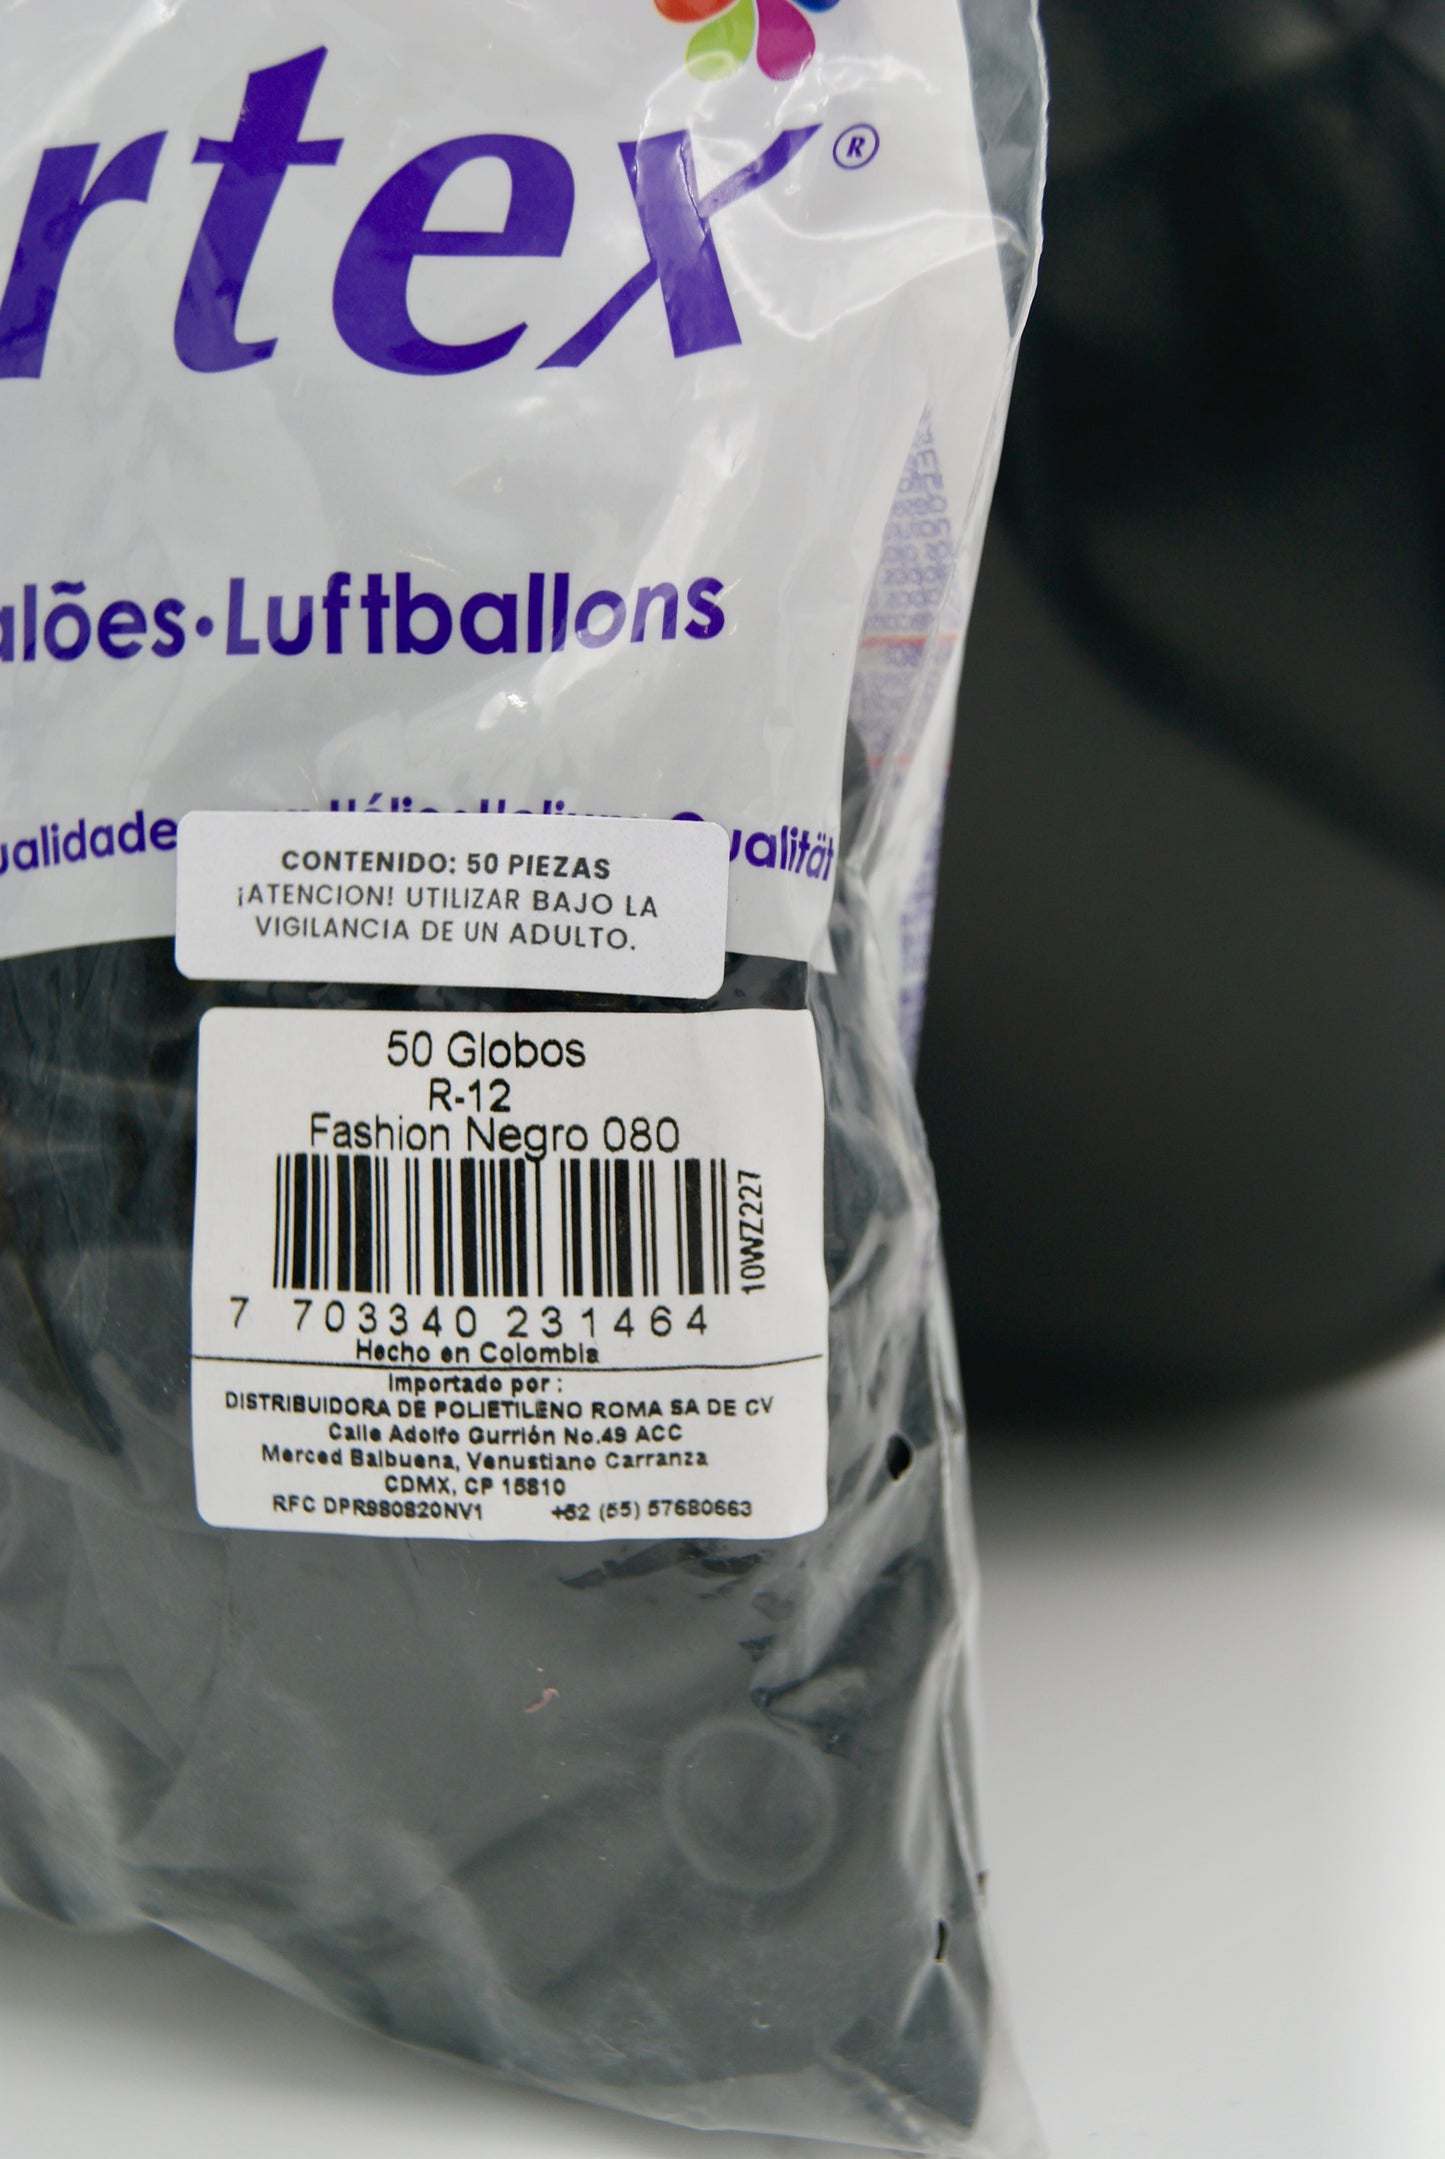 rtex®
alões·Luftballons
ualidade
Qualität
CONTENIDO: 50 PIEZAS
¡ATENCION! UTILIZAR BAJO LA
VIGILANCIA DE UN ADULTO.
50 Globos
R-12
Fashion Negro 080
10WZ227
7 703340 231464
Hecho en Colombia
Importado por :
DISTRIBUIDORA DE POLIETILENO ROMA SA DE CV
Calle Adolfo Gurrión No.49 ACC
Merced Balbuena, Venustiano Carranza
CDMX, CP 15810
RFC DPR980820NV1 +52 (55) 57680663